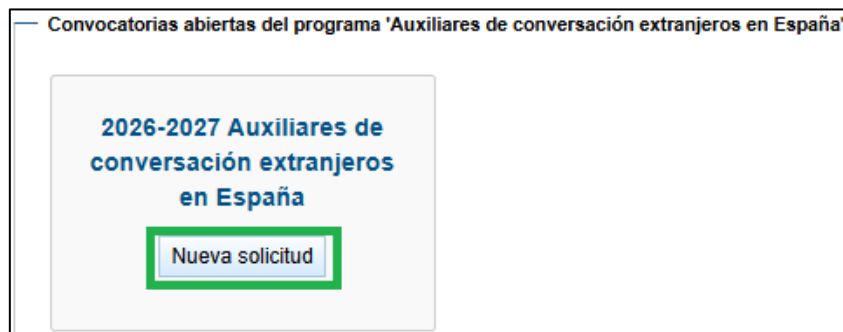 Convocatorias abiertas del programa 'Auxiliares de conversación extranjeros en España'
2026-2027 Auxiliares de
conversación extranjeros
en España
Nueva solicitud